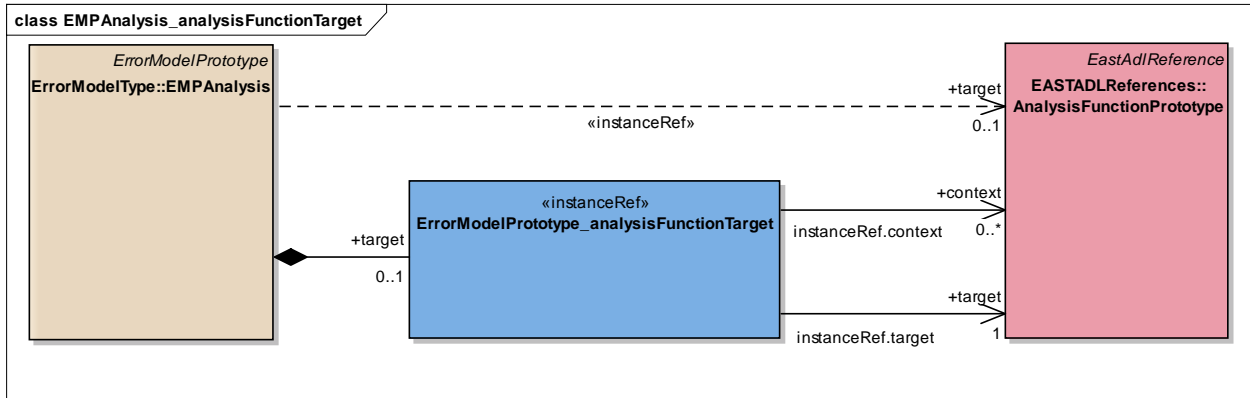 class EMPAnalysis_analysisFunctionTarget
ErrorModelPrototype
ErrorModelType::EMPAnalysis
EastAdlReference
EASTADLReferences::
AnalysisFunctionPrototype
+target
«instanceRef»
0..1
«instanceRef»
ErrorModelPrototype_analysisFunctionTarget
+context
instanceRef.context
0..*
+target
0..1
+target
instanceRef.target
1